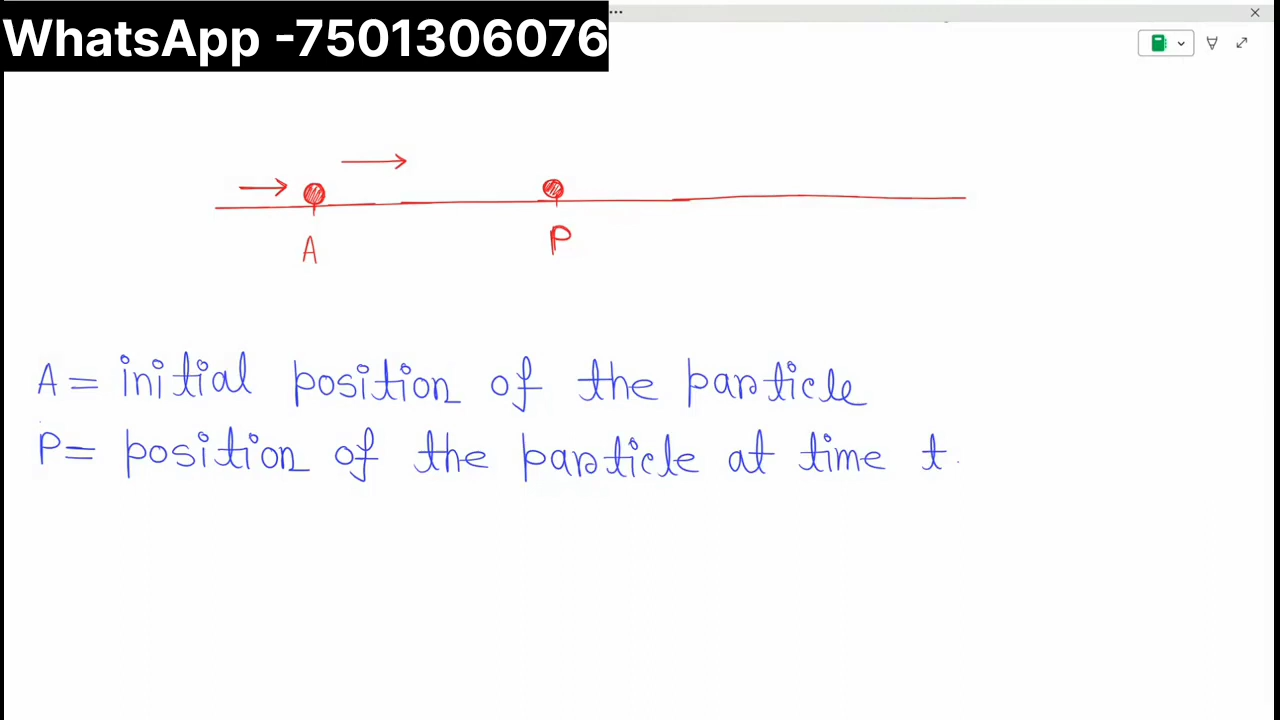 WhatsApp -7501306076
A
P
A = initial position of the particle
P = position of the particle at time t.